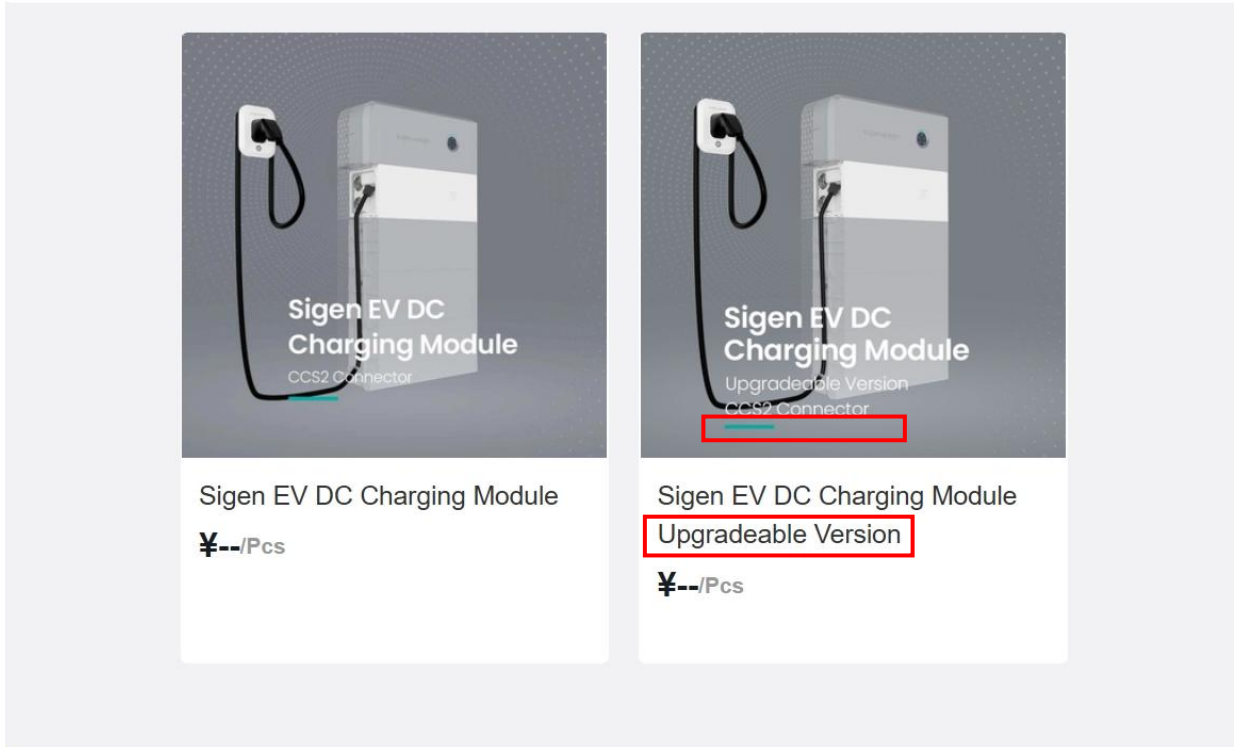 Sigen EV DC
Charging Module
CCS2 Connector
Sigen EV DC Charging Module
¥--/Pcs
Sigen EV DC
Charging Module
Upgradeable Version
CCS2 Connector
Sigen EV DC Charging Module
Upgradeable Version
¥--/Pcs